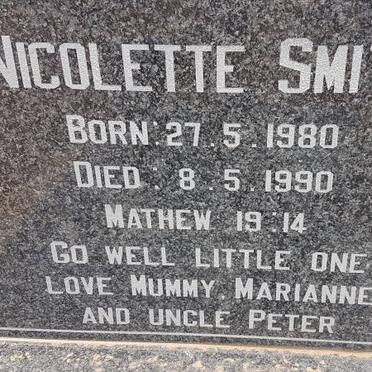 NICOLETTE SMI
BORN: 27.5.1980
DIED: 8.5.1990
MATHEW 19:14
GO WELL LITTLE ONE
LOVE MUMMY, MARIANNE
AND UNCLE PETER